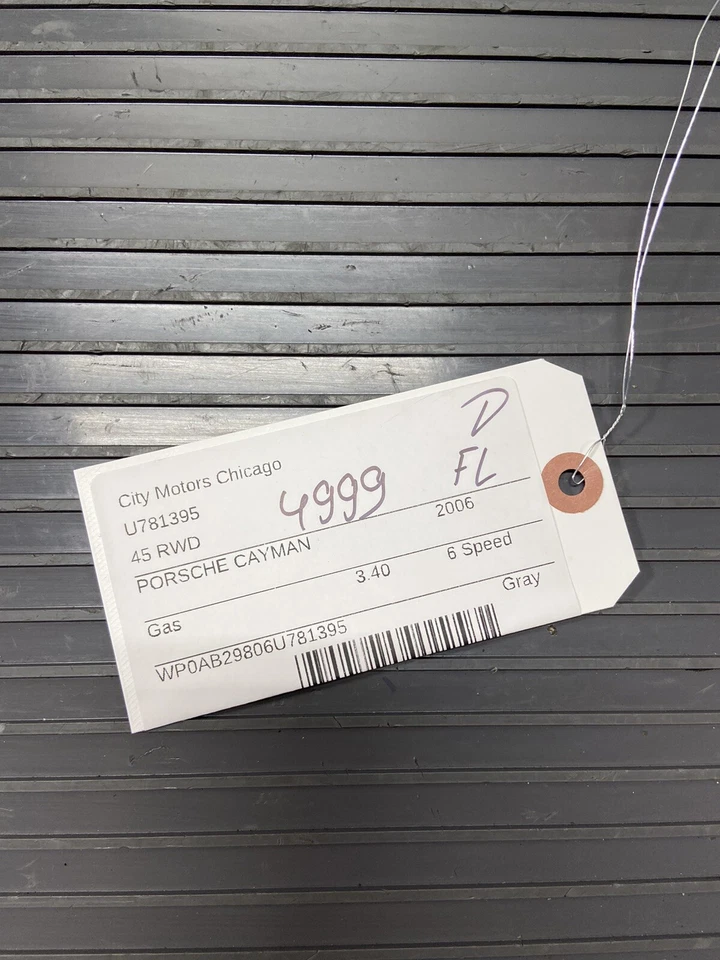 D
City Motors Chicago
4999 FL
U781395
45 RWD 2006
PORSCHE CAYMAN
3.40 6 Speed
Gas Gray
WP0AB29806U781395